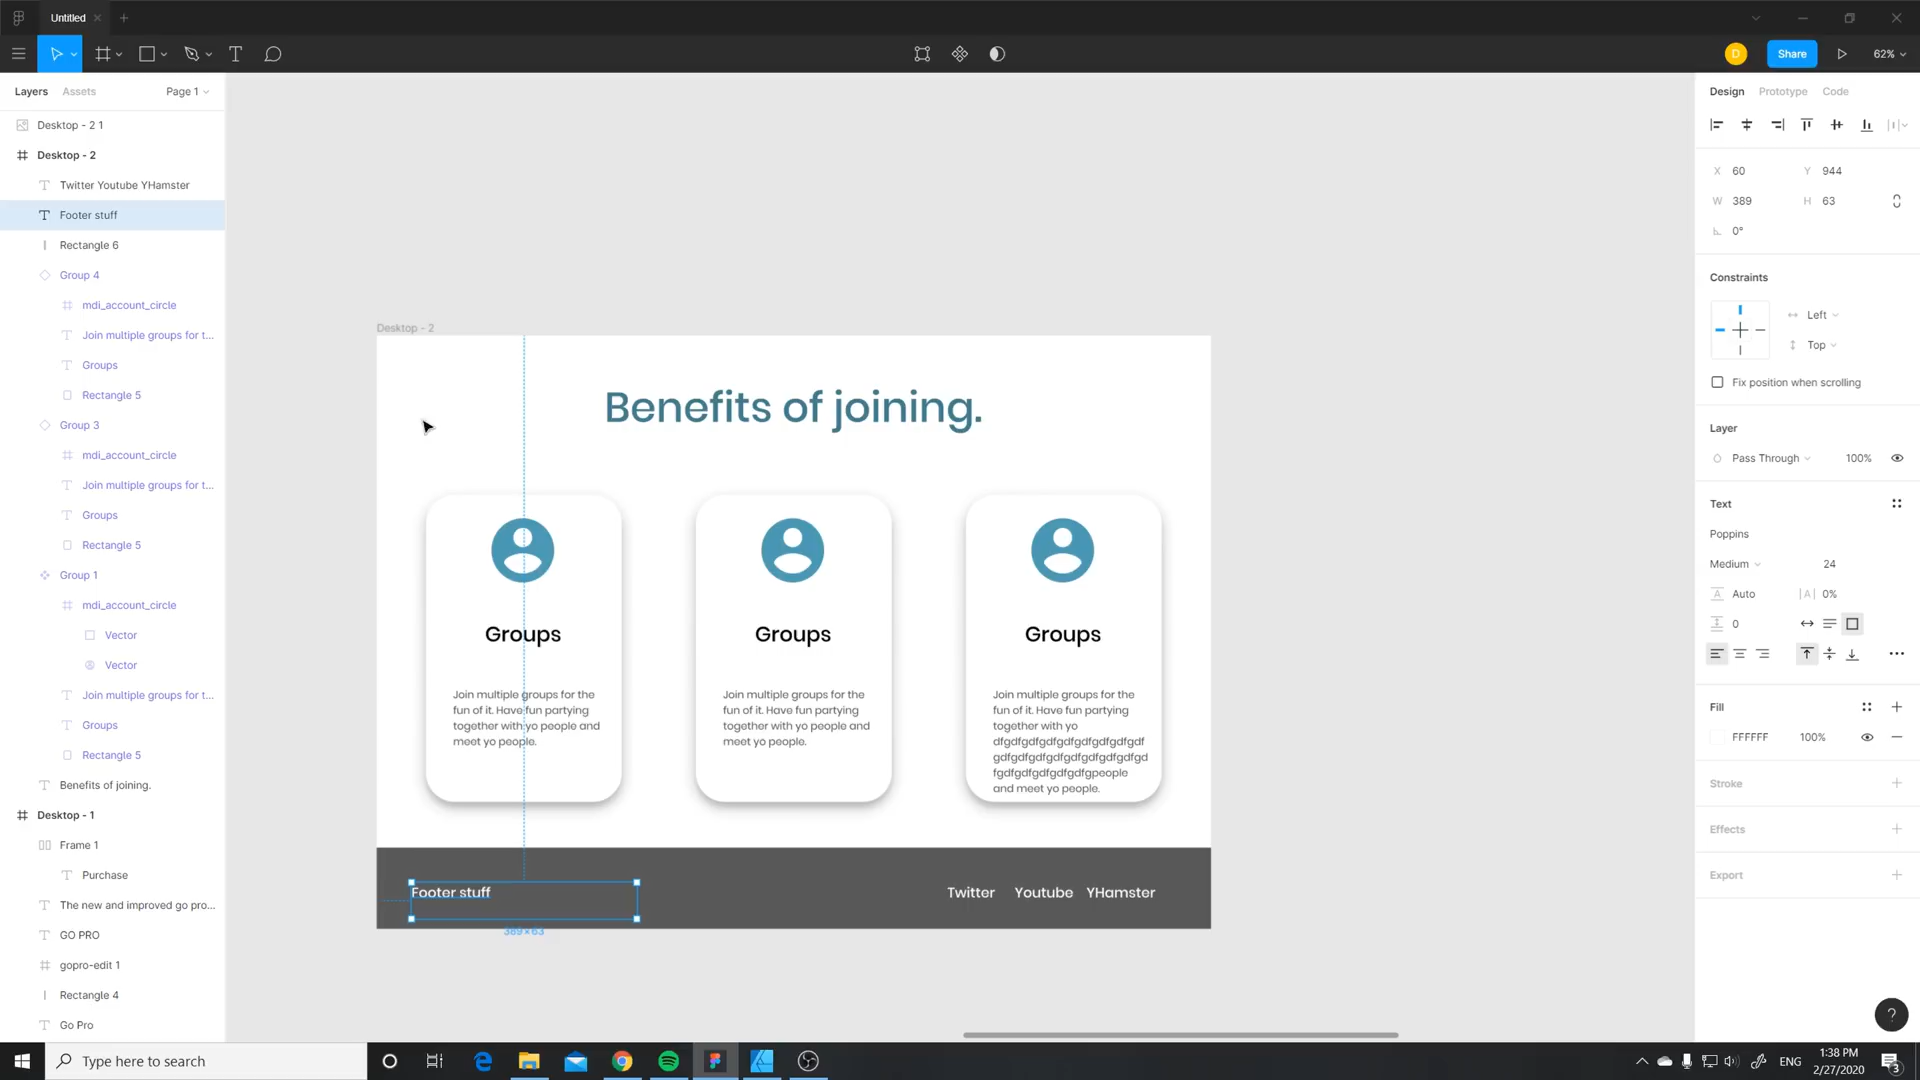 Untitled
Share
62%
Layers
Assets
Page 1
Design
Prototype
Code
Desktop - 2 1
Desktop - 2
Twitter Youtube YHamster
Footer stuff
Rectangle 6
Group 4
mdi_account_circle
Join multiple groups for t...
Groups
Rectangle 5
Group 3
mdi_account_circle
Join multiple groups for t...
Groups
Rectangle 5
Group 1
mdi_account_circle
Vector
Vector
Join multiple groups for t...
Groups
Rectangle 5
Benefits of joining.
Desktop - 1
Frame 1
Purchase
The new and improved go pro...
GO PRO
gopro-edit 1
Rectangle 4
Go Pro
Desktop - 2
Benefits of joining.
Groups
Join multiple groups for the
fun of it. Have fun partying
together with yo people and
meet yo people.
Groups
Join multiple groups for the
fun of it. Have fun partying
together with yo people and
meet yo people.
Groups
Join multiple groups for the
fun of it. Have fun partying
together with yo
dfgdfgdfgdfgdfgdfgdfgdfgdf
gdfgdfgdfgdfgdfgdfgdfgdfgd
fgdfgdfgdfgdfgdfgpeople
and meet yo people.
Footer stuff
Twitter Youtube YHamster
389×63
X 60 Y 944
W 389 H 63
0°
Constraints
Left
Top
Fix position when scrolling
Layer
Pass Through 100%
Text
Poppins
Medium 24
A Auto |A| 0%
0
Fill
FFFFFF 100%
Stroke
Effects
Export
?
D
Type here to search
ENG
1:38 PM
2/27/2020
3